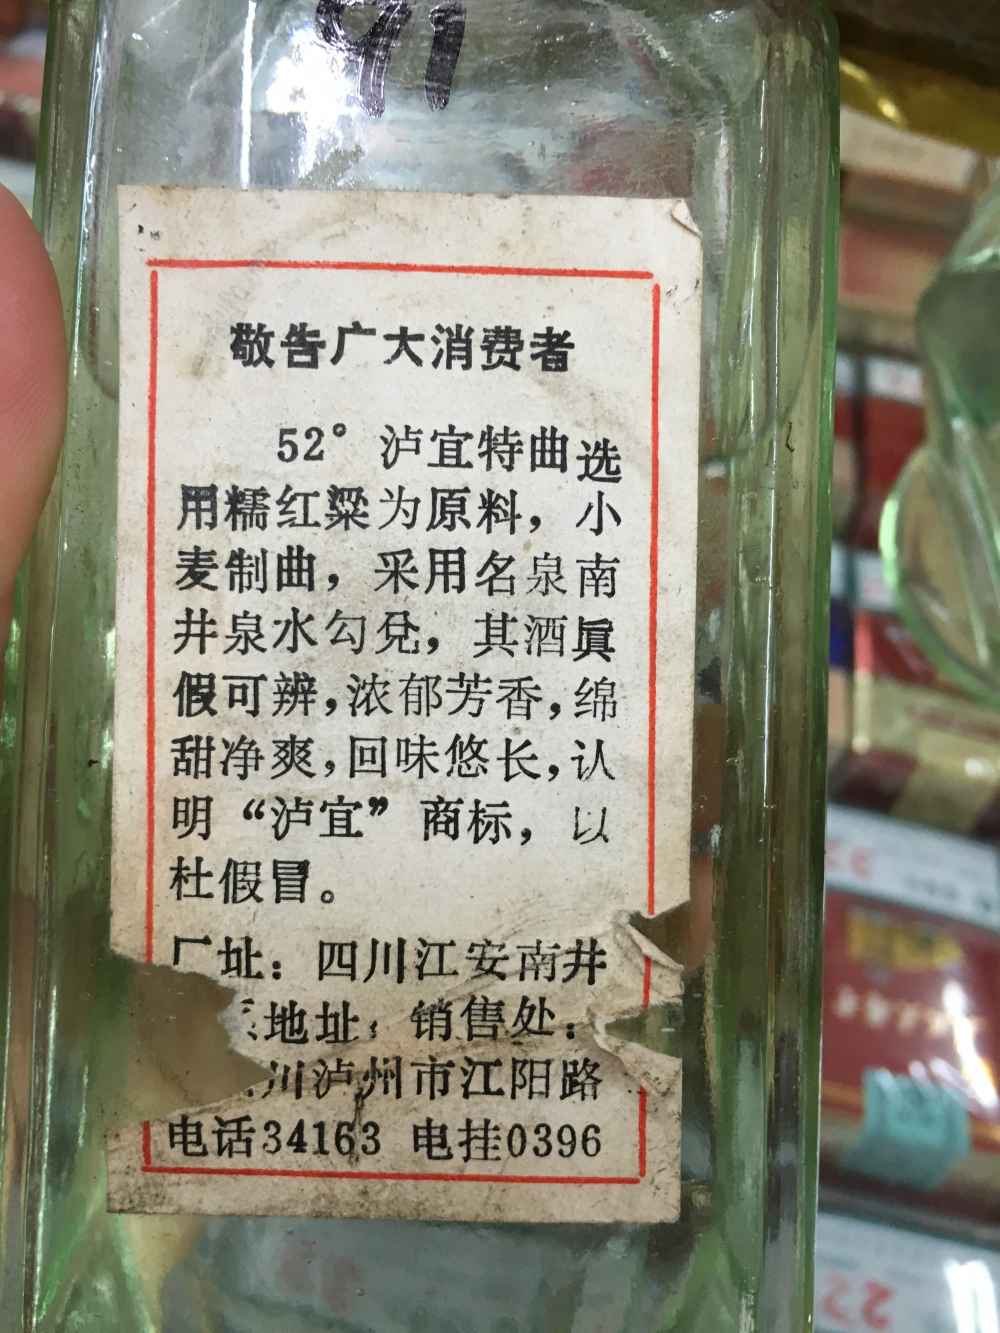 91
敬告广大消费者
52°泸宜特曲选
用糯红粱为原料，小
麦制曲，采用名泉南
井泉水勾兑，其酒真
假可辨，浓郁芳香，绵
甜净爽，回味悠长，认
明“泸宜”商标，以
杜假冒。
厂址：四川江安南井
地址：销售处：
川泸州市江阳路
电话34163 电挂0396
22